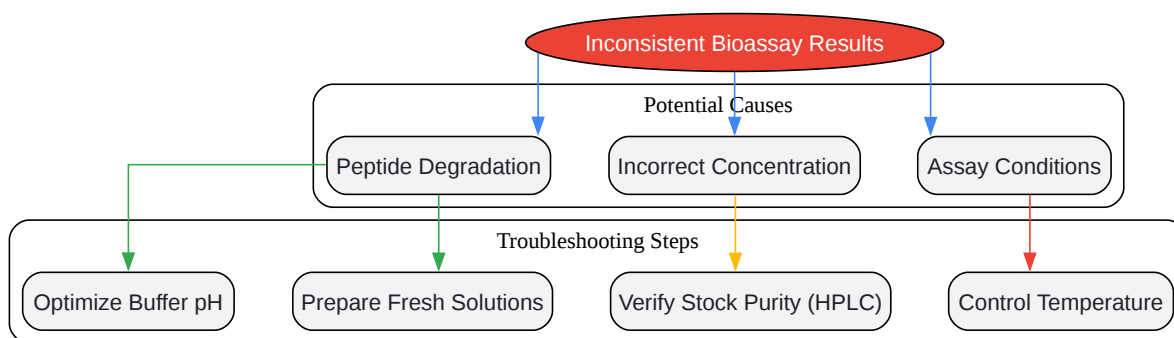 Inconsistent Bioassay Results
Potential Causes
Peptide Degradation
Incorrect Concentration
Assay Conditions
Troubleshooting Steps
Optimize Buffer pH
Prepare Fresh Solutions
Verify Stock Purity (HPLC)
Control Temperature